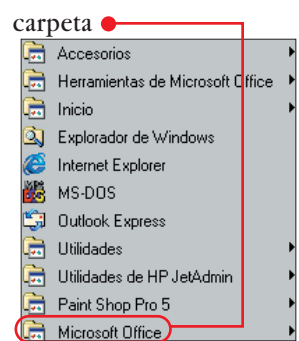 carpeta
Accesorios
Herramientas de Microsoft Office
Inicio
Explorador de Windows
Internet Explorer
MS-DOS
Outlook Express
Utilidades
Utilidades de HP JetAdmin
Paint Shop Pro 5
Microsoft Office